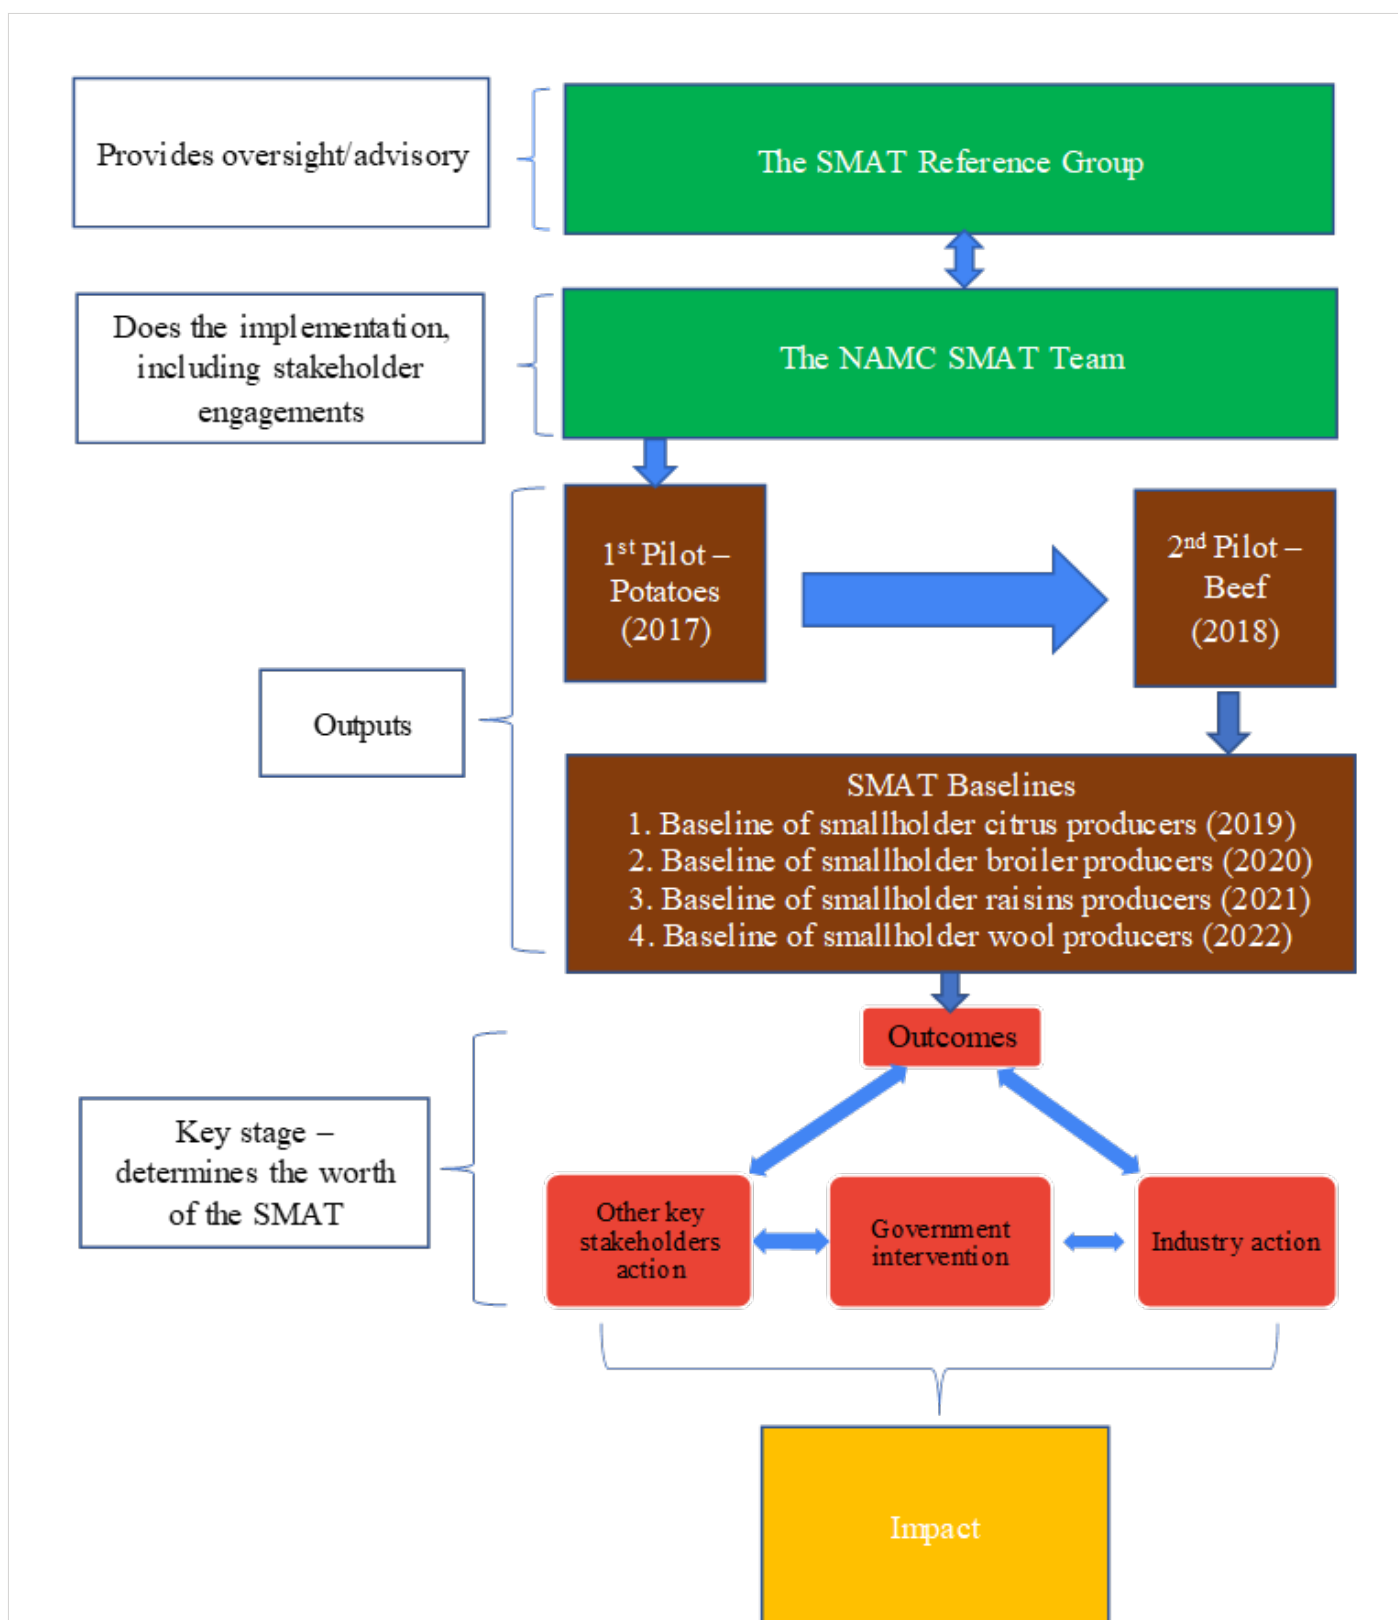 Provides oversight/advisory
The SMAT Reference Group
Does the implementation,
including stakeholder
engagements
The NAMC SMAT Team
1st Pilot –
Potatoes
(2017)
2nd Pilot –
Beef
(2018)
Outputs
SMAT Baselines
1. Baseline of smallholder citrus producers (2019)
2. Baseline of smallholder broiler producers (2020)
3. Baseline of smallholder raisins producers (2021)
4. Baseline of smallholder wool producers (2022)
Outcomes
Key stage –
determines the worth
of the SMAT
Other key
stakeholders
action
Government
intervention
Industry action
Impact